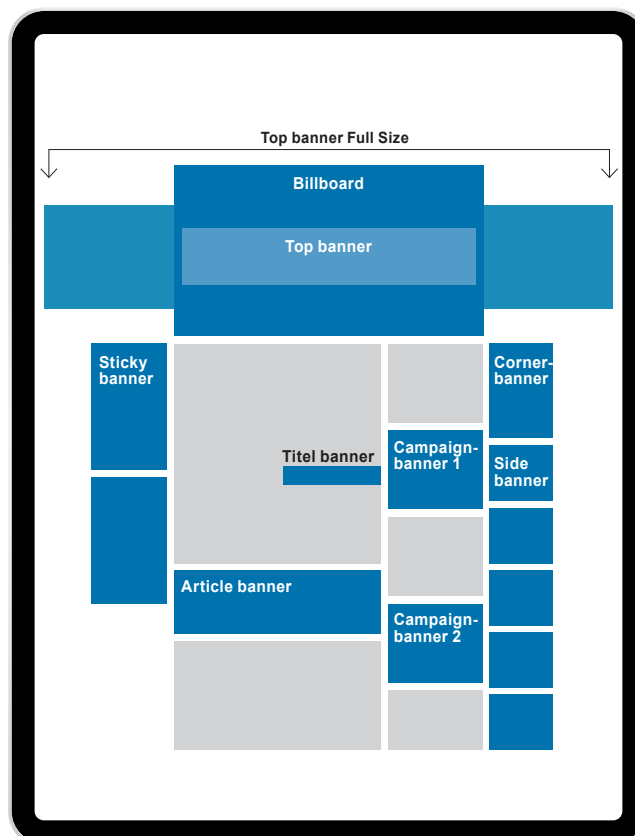 Top banner Full Size
Billboard
Top banner
Sticky
banner
Corner-
banner
Titel banner
Campaign-
banner 1
Side
banner
Article banner
Campaign-
banner 2